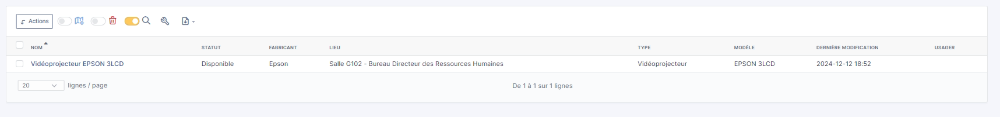 Actions
NOM STATUT FABRICANT LIEU TYPE MODÈLE DERNIÈRE MODIFICATION USAGER
Vidéoprojecteur EPSON 3LCD Disponible Epson Salle G102 - Bureau Directeur des Ressources Humaines Vidéoprojecteur EPSON 3LCD 2024-12-12 18:52
20 lignes / page De 1 à 1 sur 1 lignes